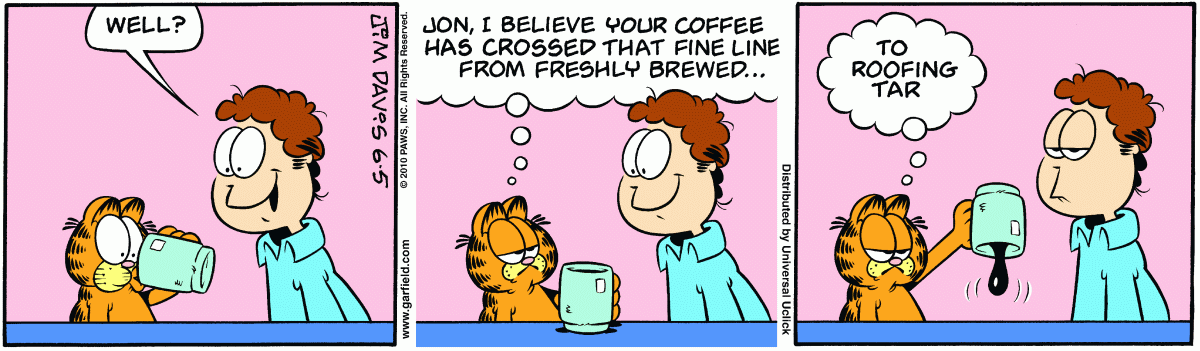 WELL?
JIM DAVIS 6·5
© 2010 PAWS, INC. All Rights Reserved.
www.garfield.com
JON, I BELIEVE YOUR COFFEE
HAS CROSSED THAT FINE LINE
FROM FRESHLY BREWED...
Distributed by Universal Uclick
TO
ROOFING
TAR